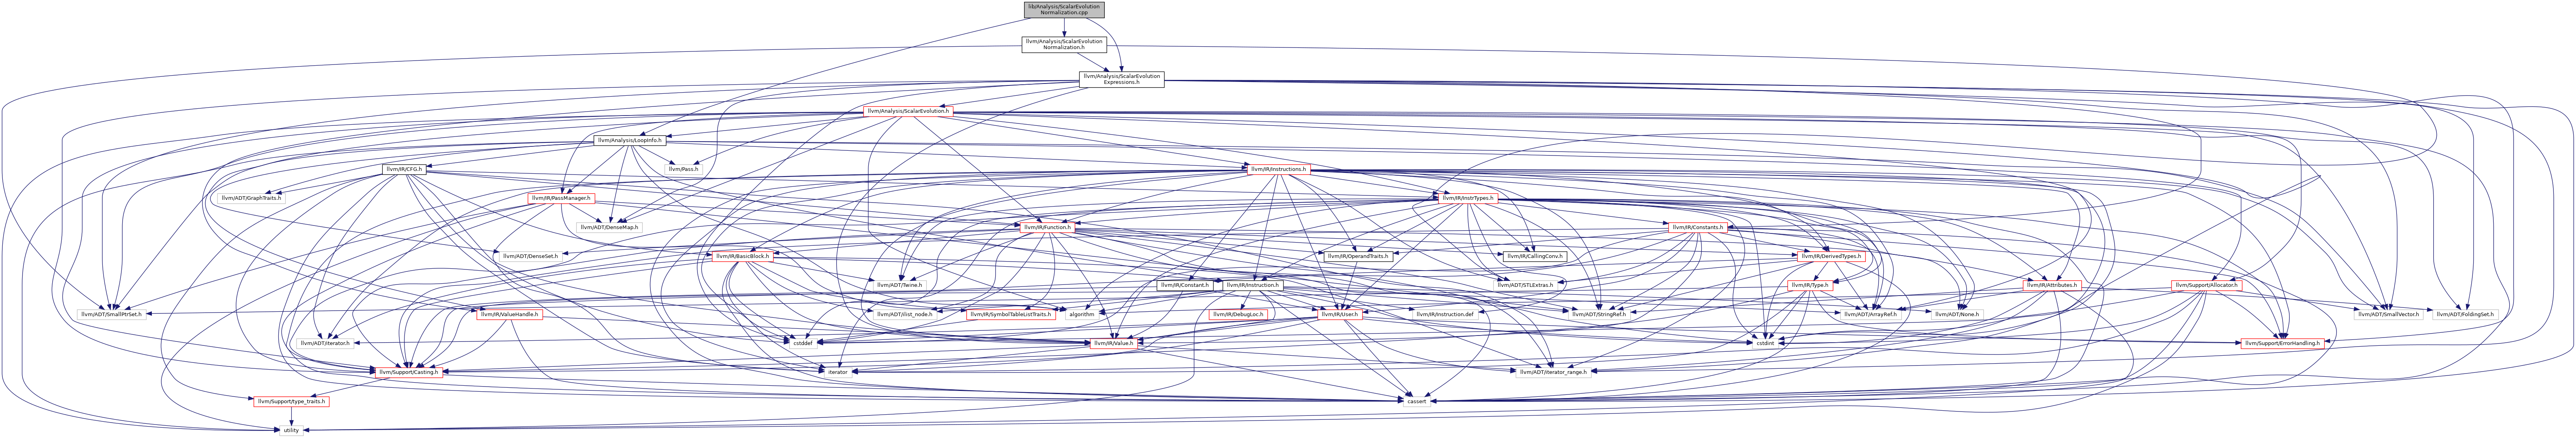 lib/Analysis/ScalarEvolution
Normalization.cpp
llvm/Analysis/ScalarEvolution
Normalization.h
llvm/Analysis/ScalarEvolution
Expressions.h
llvm/Analysis/ScalarEvolution.h
llvm/Analysis/LoopInfo.h
llvm/IR/CFG.h
llvm/Pass.h
llvm/IR/Instructions.h
llvm/ADT/GraphTraits.h
llvm/IR/PassManager.h
llvm/IR/InstrTypes.h
llvm/ADT/DenseMap.h
llvm/IR/Function.h
llvm/IR/Constants.h
llvm/ADT/DenseSet.h
llvm/IR/BasicBlock.h
llvm/IR/OperandTraits.h
llvm/IR/CallingConv.h
llvm/IR/DerivedTypes.h
llvm/ADT/Twine.h
llvm/IR/Constant.h
llvm/IR/Instruction.h
llvm/ADT/STLExtras.h
llvm/IR/Type.h
llvm/IR/Attributes.h
llvm/Support/Allocator.h
llvm/ADT/SmallPtrSet.h
llvm/IR/ValueHandle.h
llvm/ADT/ilist_node.h
llvm/IR/SymbolTableListTraits.h
algorithm
llvm/IR/DebugLoc.h
llvm/IR/User.h
llvm/IR/Instruction.def
llvm/ADT/StringRef.h
llvm/ADT/ArrayRef.h
llvm/ADT/None.h
llvm/ADT/SmallVector.h
llvm/ADT/FoldingSet.h
llvm/ADT/iterator.h
cstddef
llvm/IR/Value.h
cstdint
llvm/Support/ErrorHandling.h
llvm/Support/Casting.h
iterator
llvm/ADT/iterator_range.h
llvm/Support/type_traits.h
cassert
utility